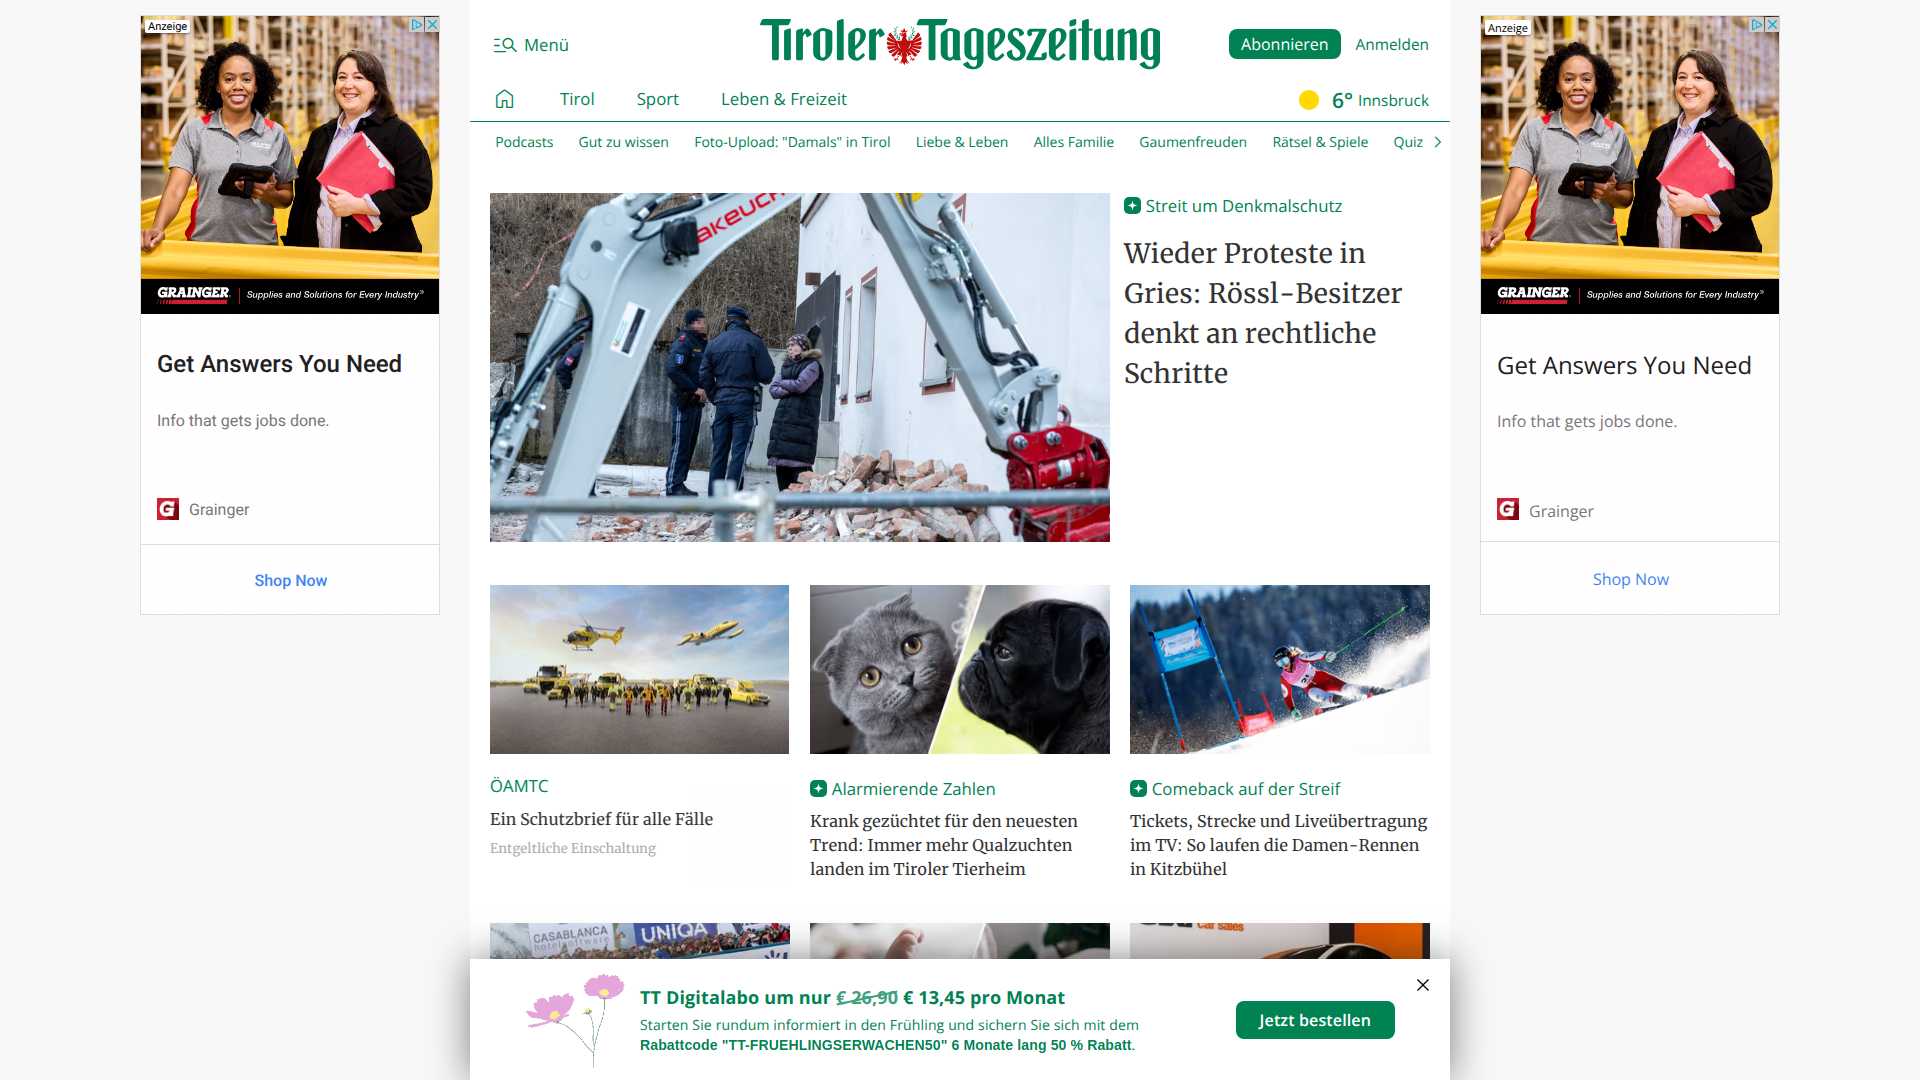 Anzeige
GRAINGER
Supplies and Solutions for Every Industry®
Get Answers You Need
Info that gets jobs done.
Grainger
Shop Now
Menü
Tiroler Tageszeitung
Abonnieren
Anmelden
Tirol
Sport
Leben & Freizeit
6° Innsbruck
Podcasts
Gut zu wissen
Foto-Upload: "Damals" in Tirol
Liebe & Leben
Alles Familie
Gaumenfreuden
Rätsel & Spiele
Quiz
AKEUCH
Streit um Denkmalschutz
Wieder Proteste in
Gries: Rössl-Besitzer
denkt an rechtliche
Schritte
ÖAMTC
Ein Schutzbrief für alle Fälle
Entgeltliche Einschaltung
Alarmierende Zahlen
Krank gezüchtet für den neuesten
Trend: Immer mehr Qualzuchten
landen im Tiroler Tierheim
Comeback auf der Streif
Tickets, Strecke und Liveübertragung
im TV: So laufen die Damen-Rennen
in Kitzbühel
CASABLANCA
hotelsoftware
UNIQA
car sales
TT Digitalabo um nur € 26,90 € 13,45 pro Monat
Starten Sie rundum informiert in den Frühling und sichern Sie sich mit dem
Rabattcode "TT-FRUEHLINGSERWACHEN50" 6 Monate lang 50 % Rabatt.
Jetzt bestellen
Anzeige
GRAINGER
Supplies and Solutions for Every Industry®
Get Answers You Need
Info that gets jobs done.
Grainger
Shop Now